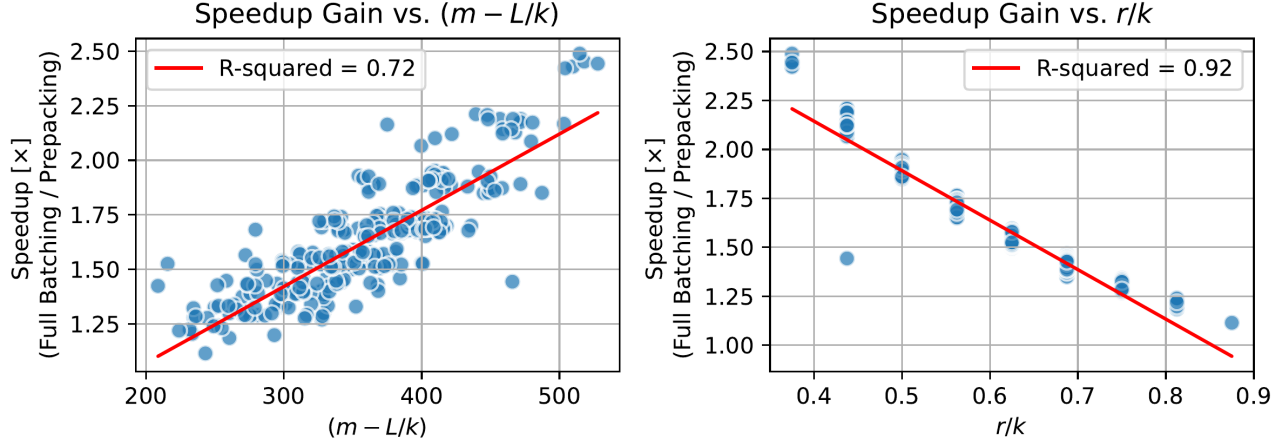 Speedup Gain vs. (m − L/k)
Speedup [×]
(Full Batching / Prepacking)
2.50
2.25
2.00
1.75
1.50
1.25
R-squared = 0.72
200
300
400
500
(m − L/k)
Speedup Gain vs. r/k
Speedup [×]
(Full Batching / Prepacking)
2.50
2.25
2.00
1.75
1.50
1.25
1.00
R-squared = 0.92
0.4
0.5
0.6
0.7
0.8
0.9
r/k